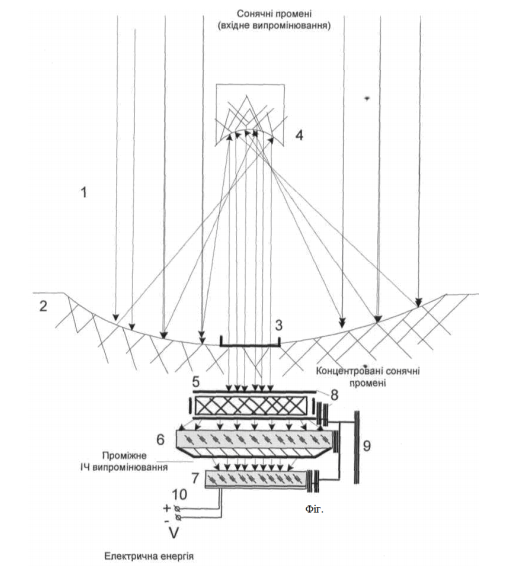 Сонячні промені
(вхідне випромінювання)
4
1
2
3
Концентровані сонячні
промені
5
8
6
9
Проміжне
ІЧ випромінювання
7
10
Фіг.
+
-
V
Електрична енергія